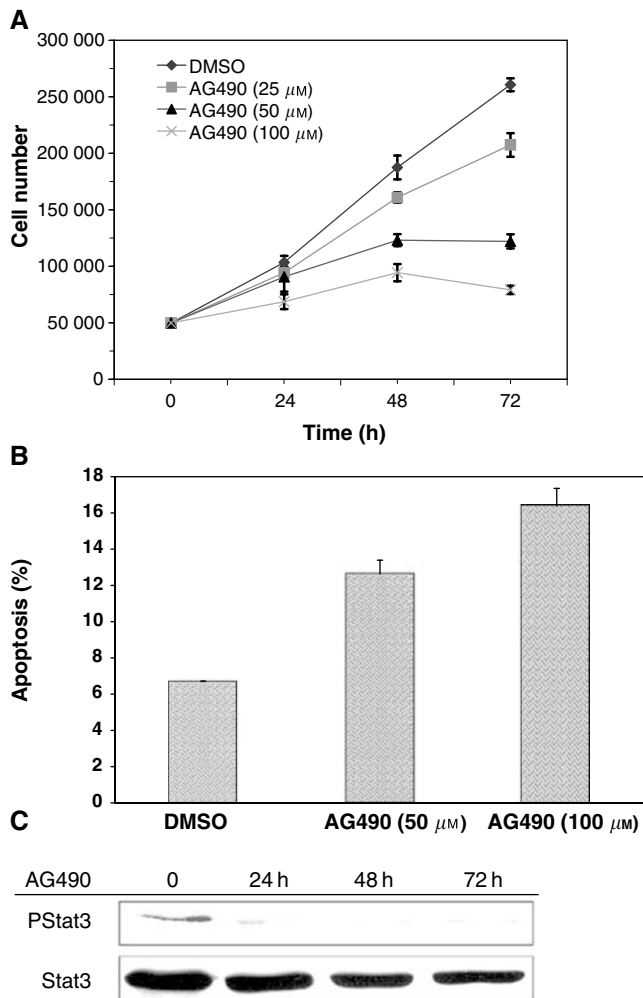 A
300 000
250 000
200 000
150 000
100 000
50 000
0
Cell number
DMSO
AG490 (25 μM)
AG490 (50 μM)
AG490 (100 μM)
0 24 48 72
Time (h)
B
18
16
14
12
10
8
6
4
2
0
Apoptosis (%)
DMSO AG490 (50 μM) AG490 (100 μM)
C
AG490 0 24 h 48 h 72 h
PStat3
Stat3